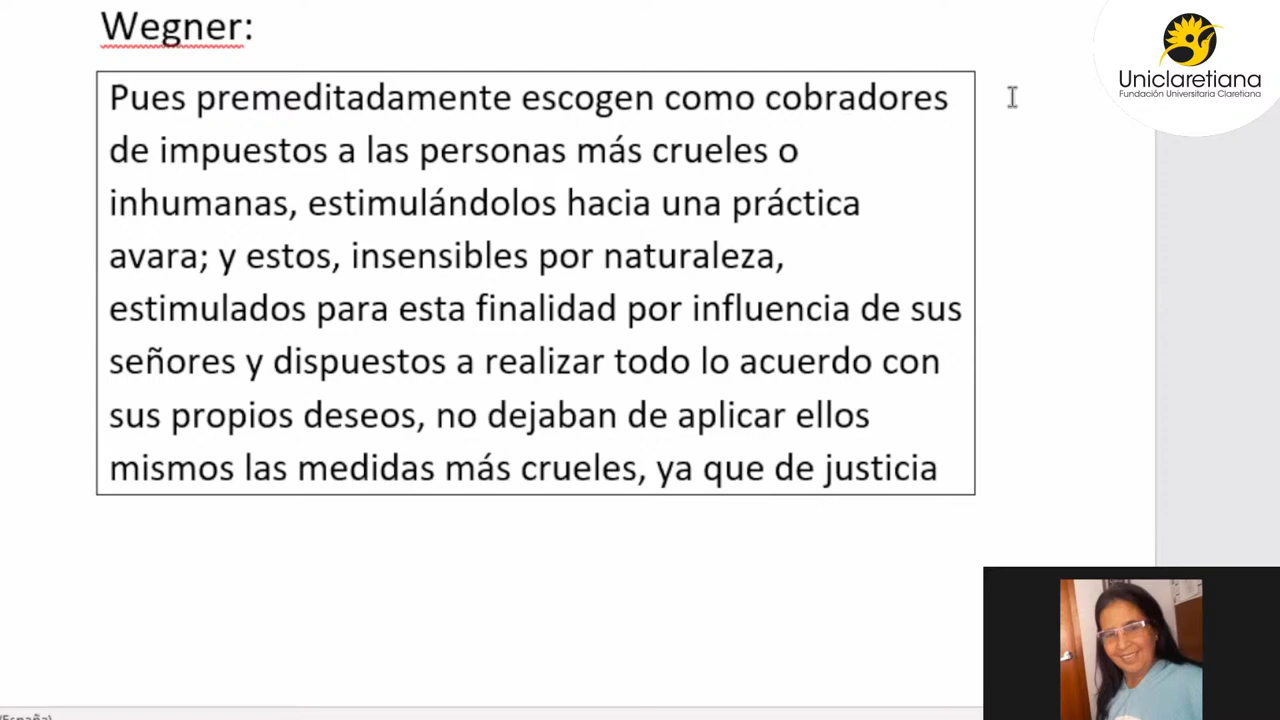 Wegner:
Pues premeditadamente escogen como cobradores
de impuestos a las personas más crueles o
inhumanas, estimulándolos hacia una práctica
avara; y estos, insensibles por naturaleza,
estimulados para esta finalidad por influencia de sus
señores y dispuestos a realizar todo lo acuerdo con
sus propios deseos, no dejaban de aplicar ellos
mismos las medidas más crueles, ya que de justicia
Uniclaretiana
Fundación Universitaria Claretiana
(España)